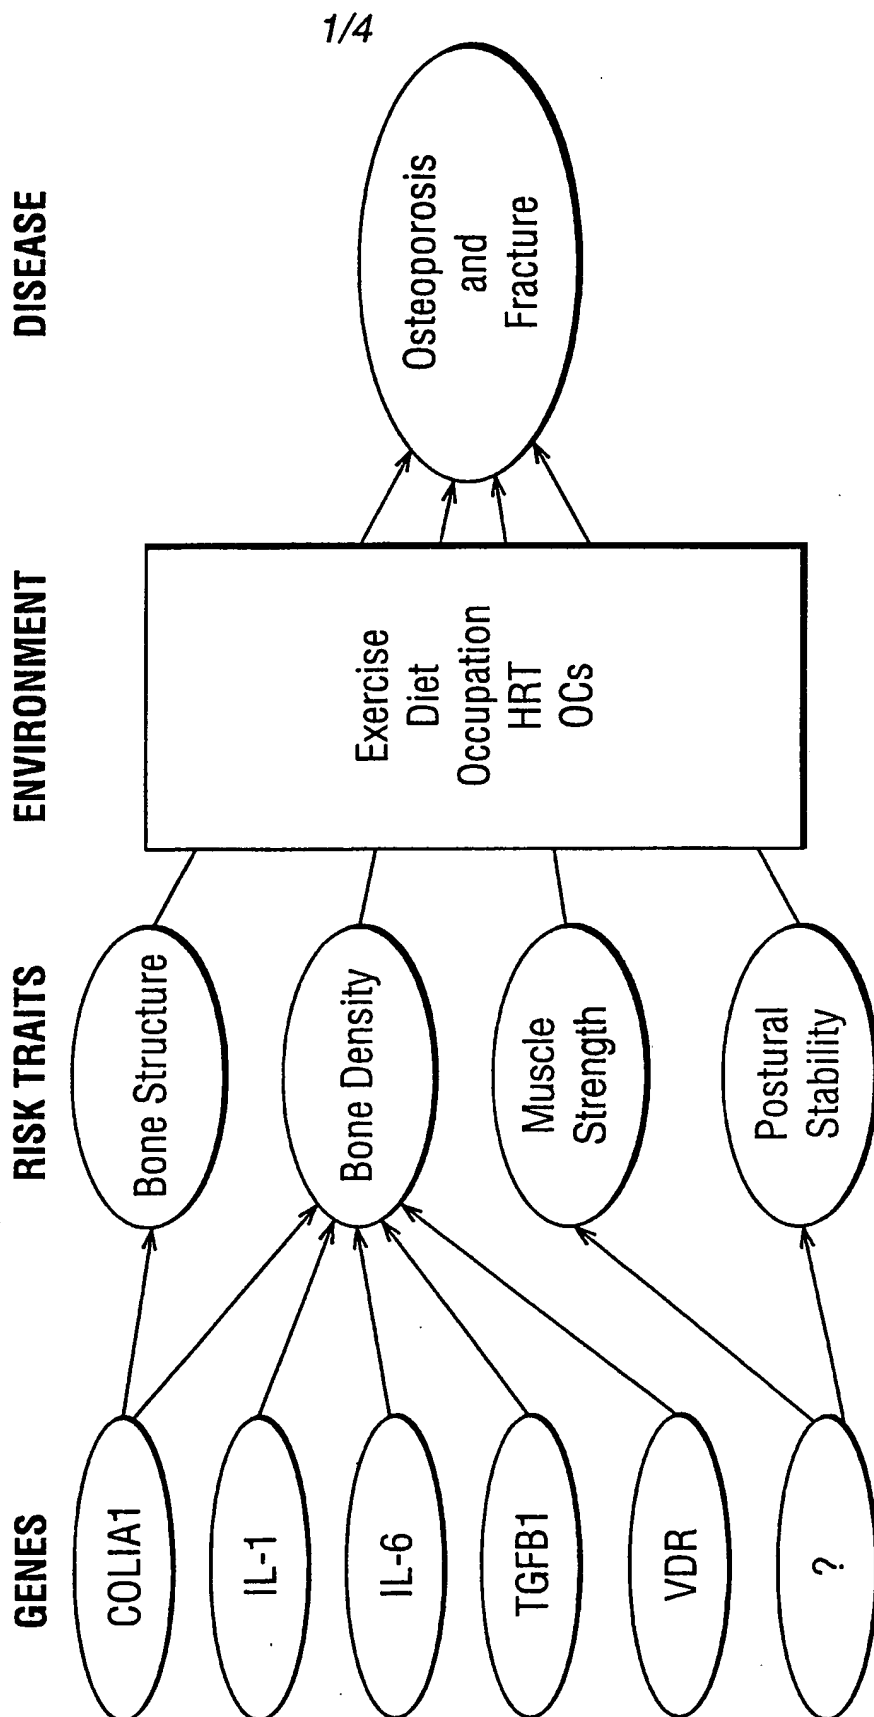 1/4
GENES
RISK TRAITS
ENVIRONMENT
DISEASE
COLIA1
IL-1
IL-6
TGFB1
VDR
?
Bone Structure
Bone Density
Muscle
Strength
Postural
Stability
Exercise
Diet
Occupation
HRT
OCs
Osteoporosis
and
Fracture